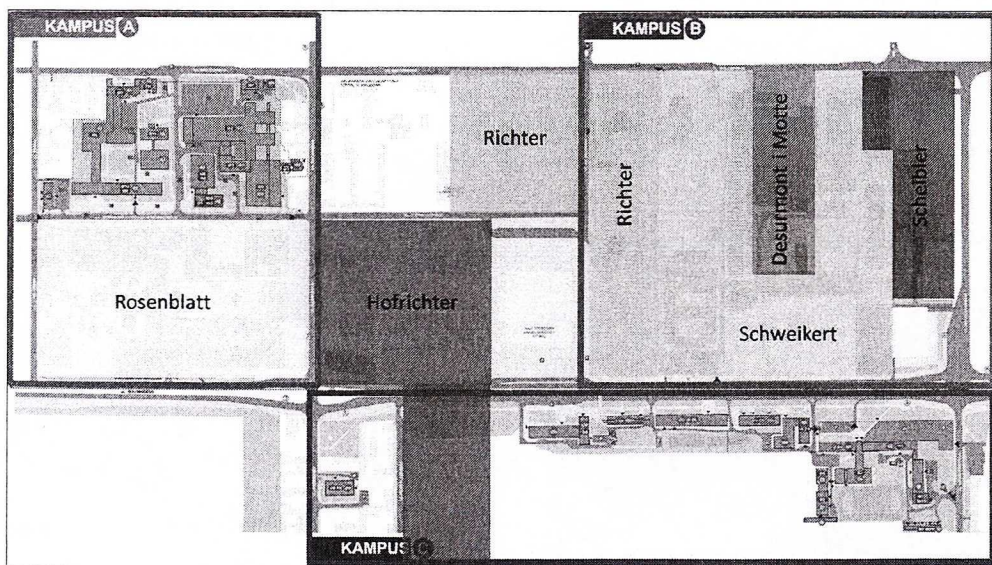 KAMPUS A
KAMPUS B
Richter
Richter
Desurmont i Motte
Scheibler
Rosenblatt
Hofrichter
Schweikert
KAMPUS C